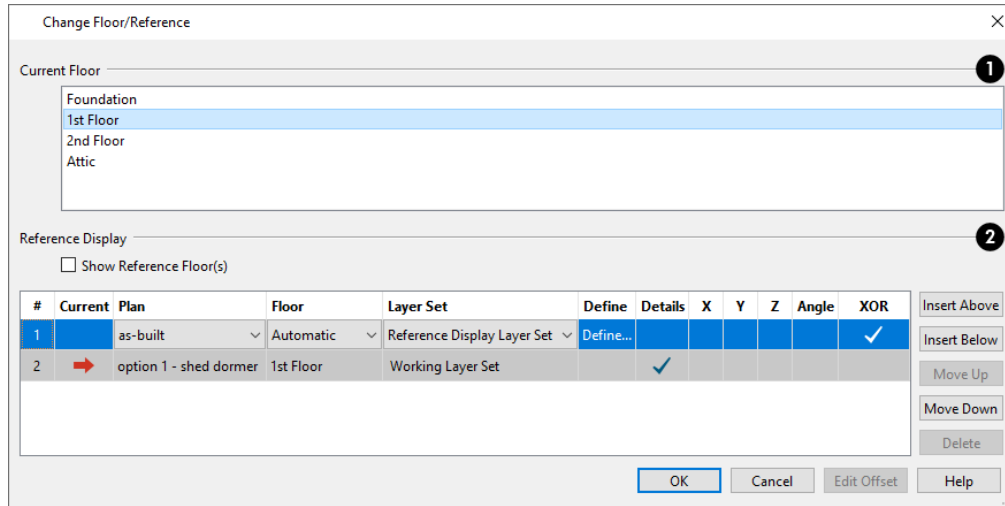 Change Floor/Reference
Current Floor 1
Foundation
1st Floor
2nd Floor
Attic
Reference Display 2
Show Reference Floor(s)
# Current Plan Floor Layer Set Define Details X Y Z Angle XOR
1 as-built Automatic Reference Display Layer Set Define...
2 option 1 - shed dormer 1st Floor Working Layer Set
Insert Above
Insert Below
Move Up
Move Down
Delete
OK Cancel Edit Offset Help